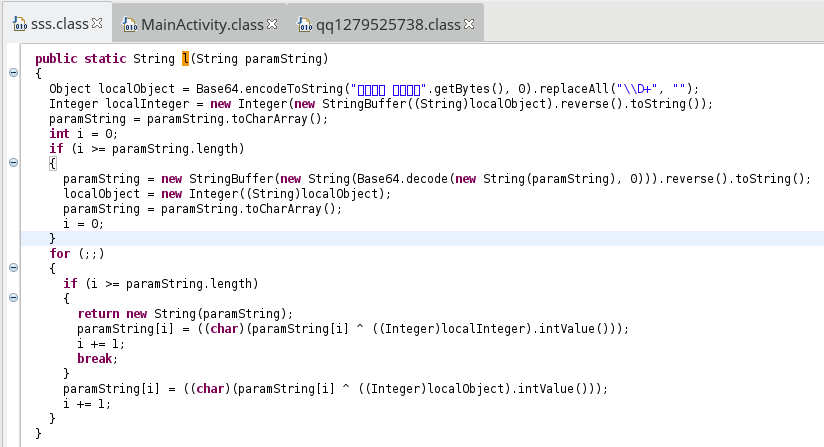 sss.class MainActivity.class qq1279525738.class
public static String l(String paramString)
{
Object localObject = Base64.encodeToString("▯▯▯▯ ▯▯▯▯".getBytes(), 0).replaceAll("\\D+", "");
Integer localInteger = new Integer(new StringBuffer((String)localObject).reverse().toString());
paramString = paramString.toCharArray();
int i = 0;
if (i >= paramString.length)
{
paramString = new StringBuffer(new String(Base64.decode(new String(paramString), 0))).reverse().toString();
localObject = new Integer((String)localObject);
paramString = paramString.toCharArray();
i = 0;
}
for (;;)
{
if (i >= paramString.length)
{
return new String(paramString);
paramString[i] = ((char)(paramString[i] ^ ((Integer)localInteger).intValue()));
i += 1;
break;
}
paramString[i] = ((char)(paramString[i] ^ ((Integer)localObject).intValue()));
i += 1;
}
}